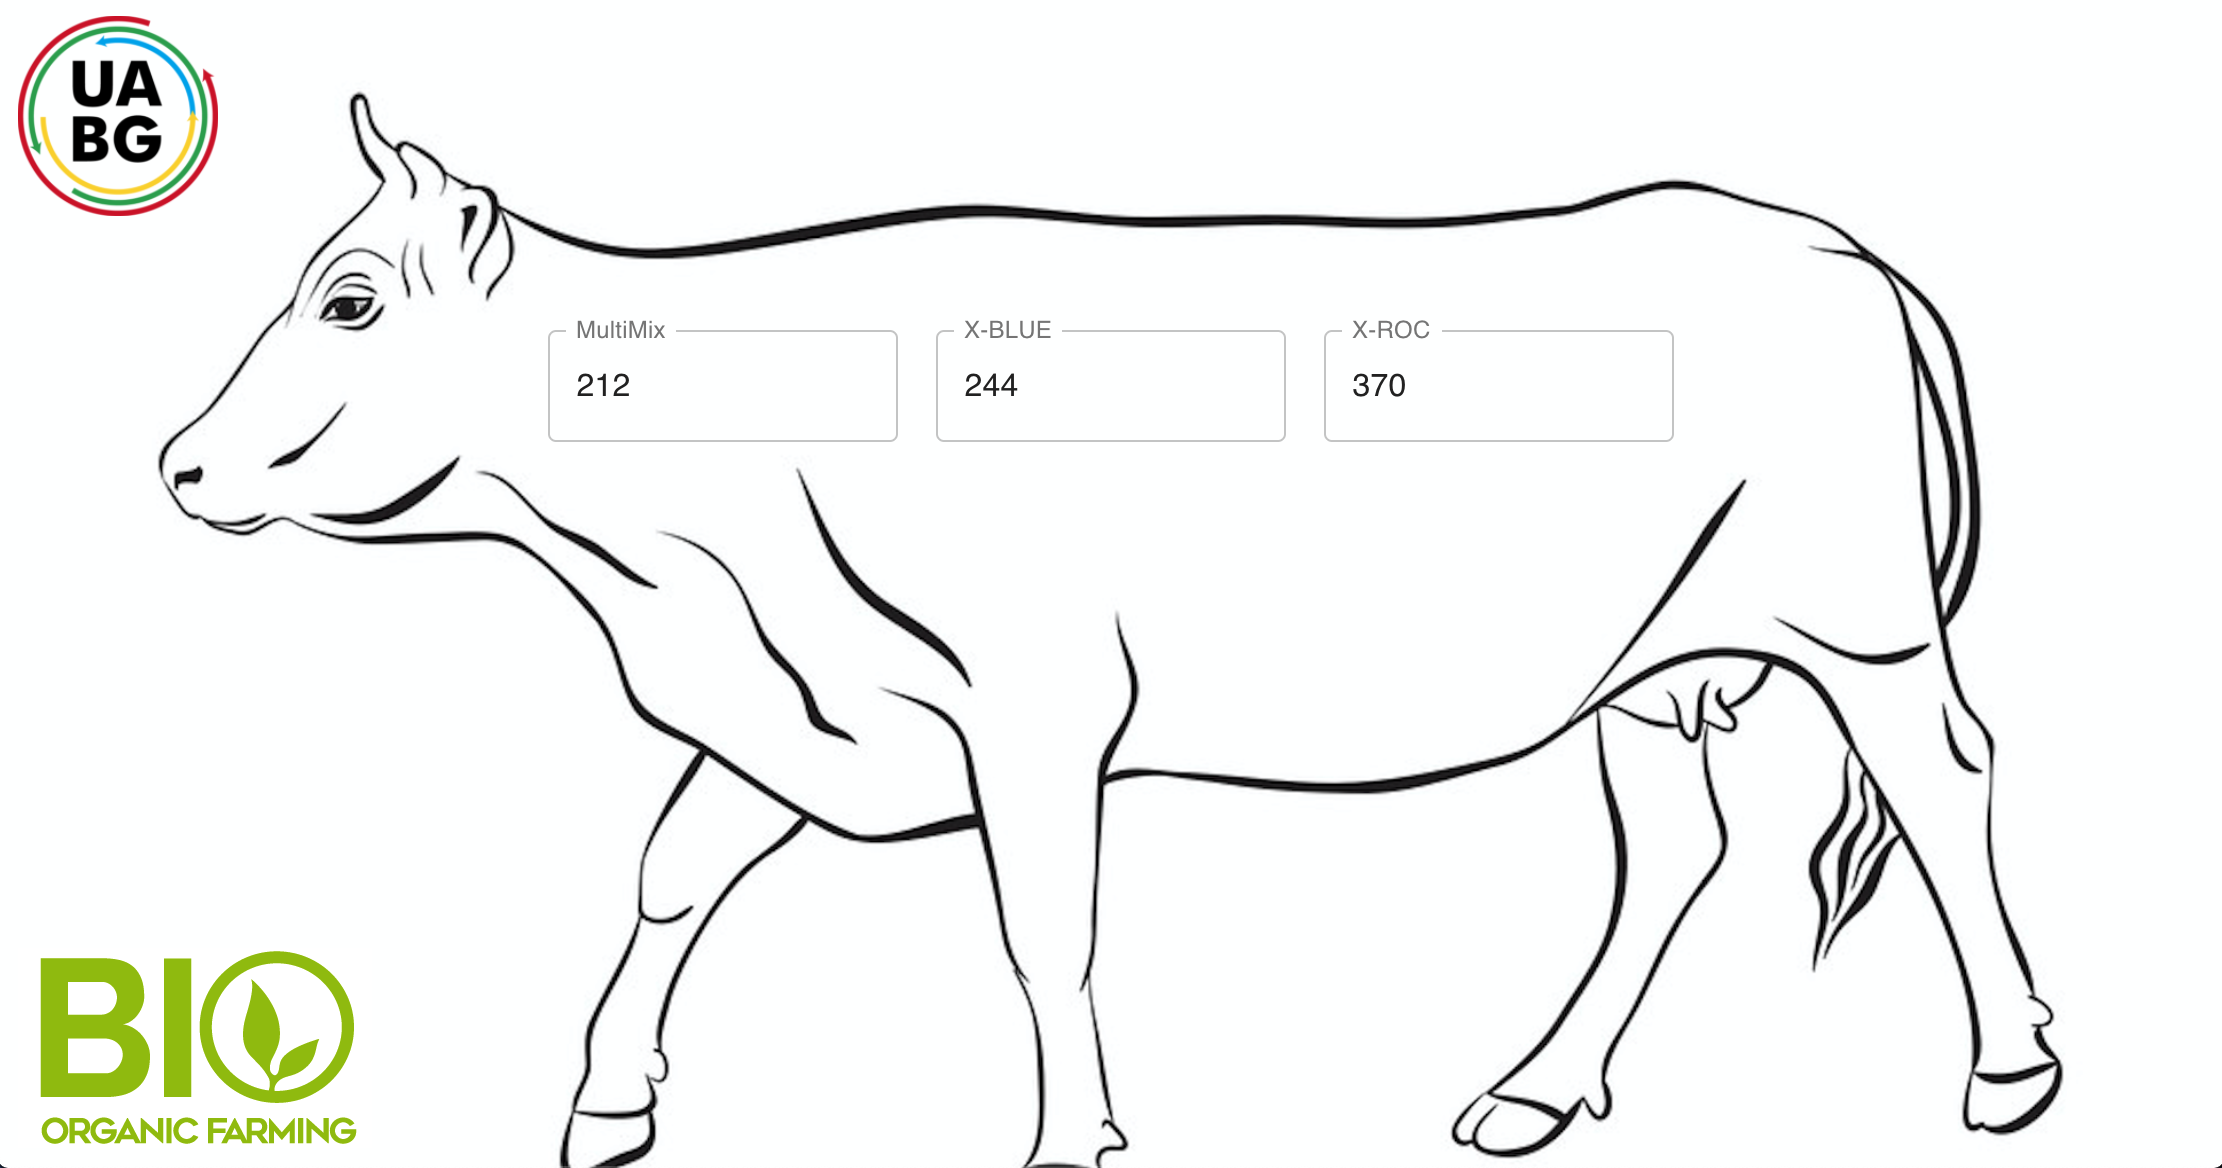 UA
BG
MultiMix
212
X-BLUE
244
X-ROC
370
BIO
ORGANIC FARMING